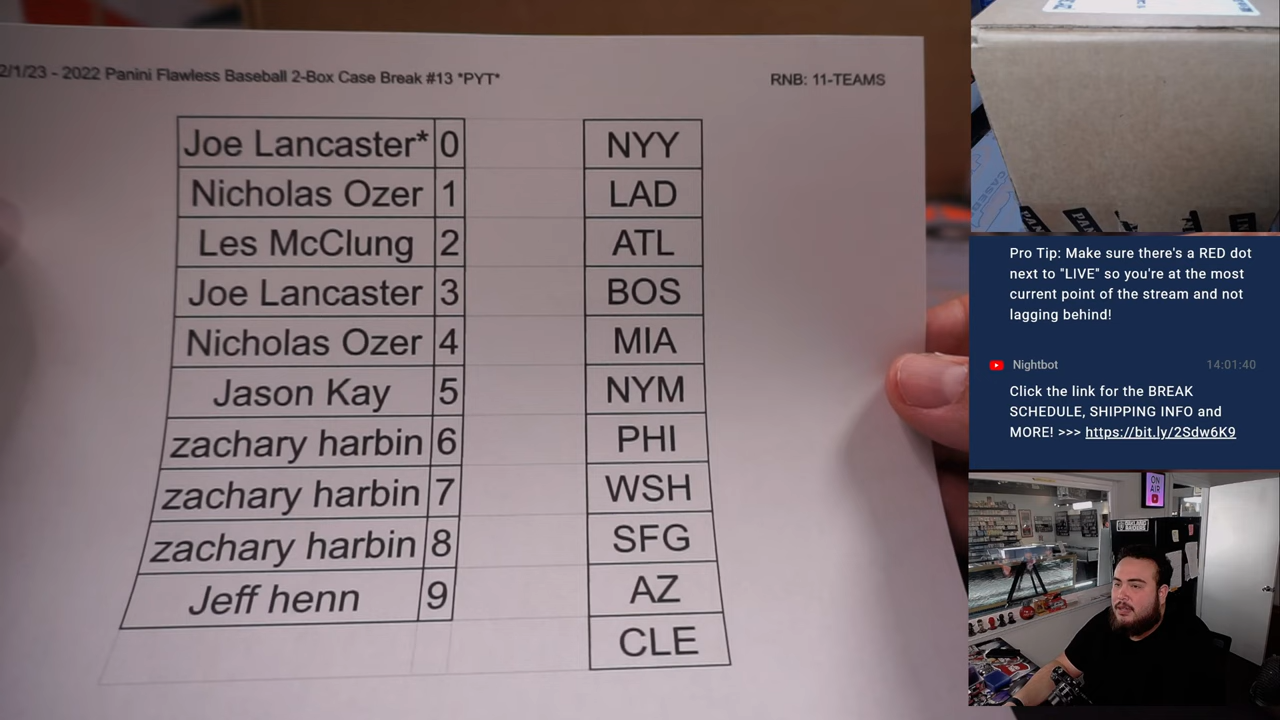 2/1/23 - 2022 Panini Flawless Baseball 2-Box Case Break #13 *PYT*
RNB: 11-TEAMS
Joe Lancaster* 0 NYY
Nicholas Ozer 1 LAD
Les McClung 2 ATL
Joe Lancaster 3 BOS
Nicholas Ozer 4 MIA
Jason Kay 5 NYM
zachary harbin 6 PHI
zachary harbin 7 WSH
zachary harbin 8 SFG
Jeff henn 9 AZ
CLE
Pro Tip: Make sure there's a RED dot
next to "LIVE" so you're at the most
current point of the stream and not
lagging behind!
Nightbot 14:01:40
Click the link for the BREAK
SCHEDULE, SHIPPING INFO and
MORE! >>> https://bit.ly/2Sdw6K9
ON
AIR